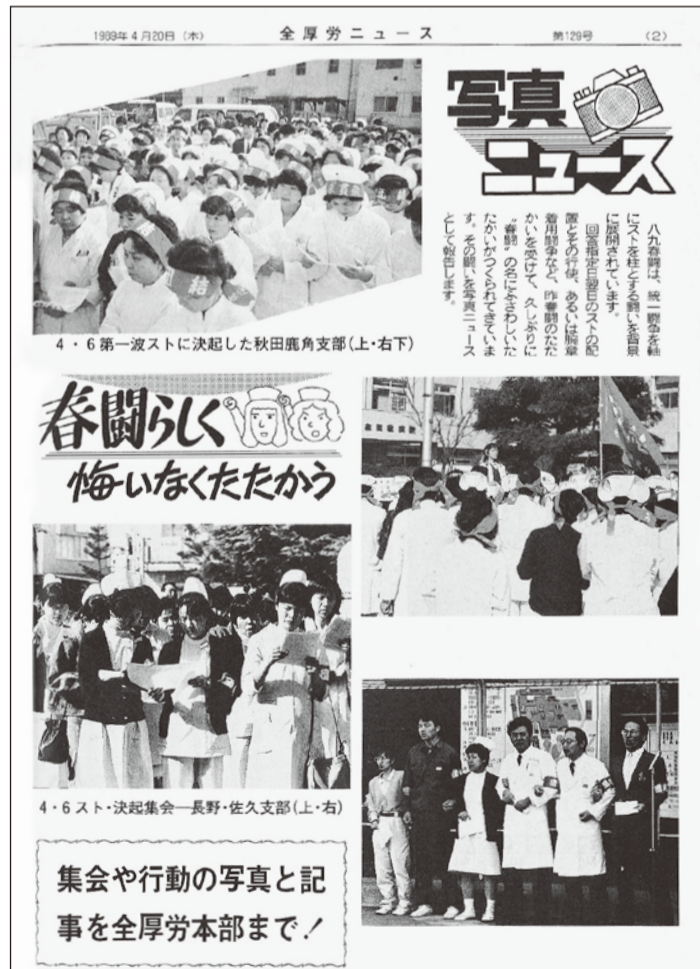 1989年4月20日（木）　全厚労ニュース　第129号　（2）
写真
ニュース
八九春闘は、統一闘争を軸
にストを柱とする闘いを背景
に展開されています。
回答指定日翌日のストの配
置とその行使、あるいは腕章
着用闘争など、昨春闘のたた
かいを受けて、久しぶりに
〝春闘〟の名にふさわしいた
たかいがつくられてきていま
す。その闘いを写真ニュース
として報告します。
4・6第一波ストに決起した秋田鹿角支部（上・右下）
春闘らしく
悔いなくたたかう
4・6スト・決起集会―長野・佐久支部（上・右）
集会や行動の写真と記
事を全厚労本部まで！